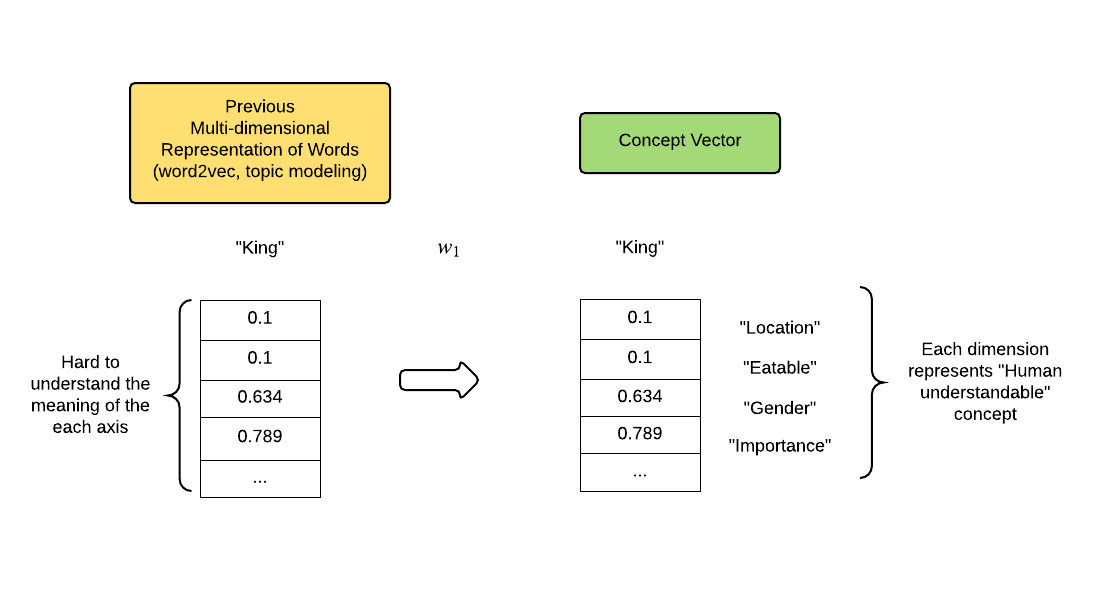 Previous
Multi-dimensional
Representation of Words
(word2vec, topic modeling)
Concept Vector
"King"
w1
"King"
Hard to
understand the
meaning of the
each axis
0.1
0.1
0.634
0.789
...
0.1
0.1
0.634
0.789
...
"Location"
"Eatable"
"Gender"
"Importance"
Each dimension
represents "Human
understandable"
concept